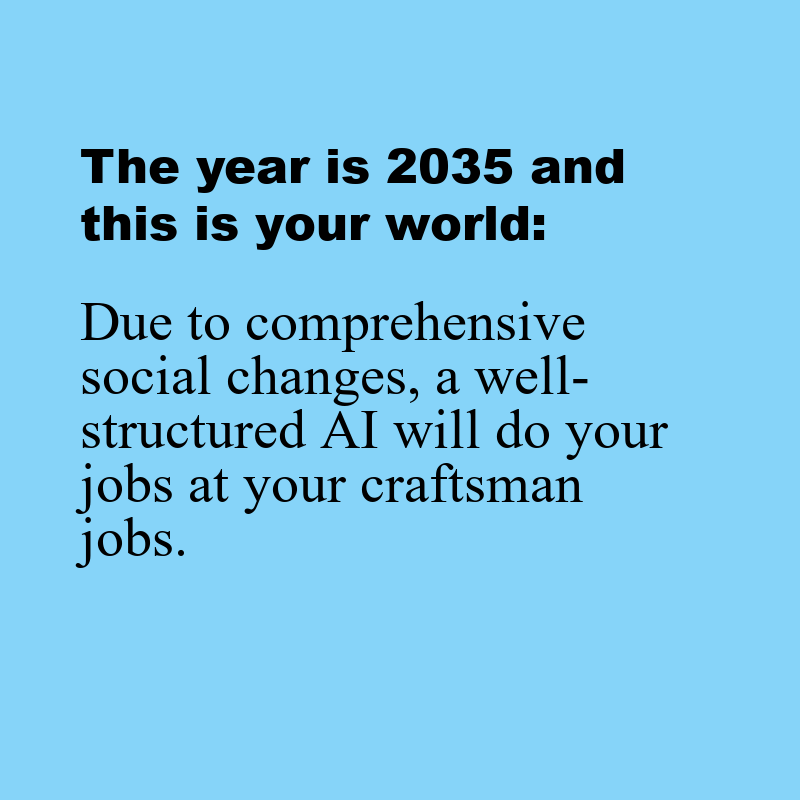 The year is 2035 and
this is your world:
Due to comprehensive
social changes, a well-
structured AI will do your
jobs at your craftsman
jobs.